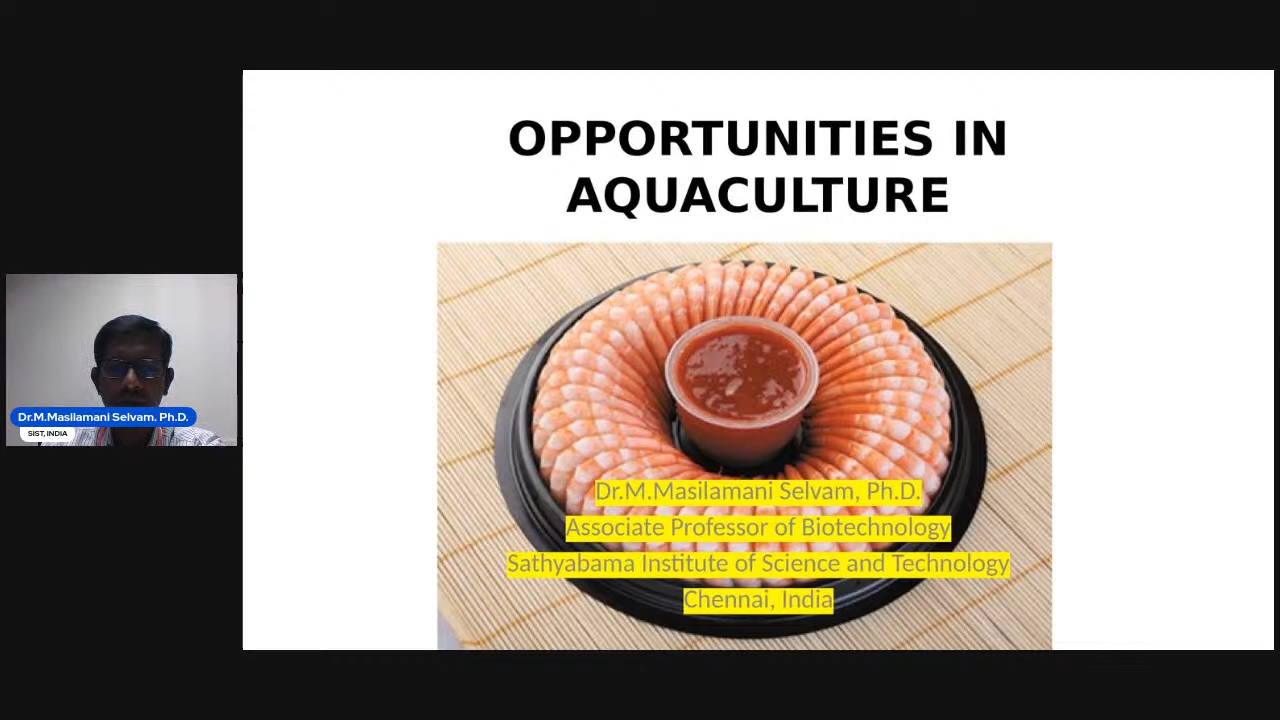 OPPORTUNITIES IN
AQUACULTURE
Dr.M.Masilamani Selvam, Ph.D.
Associate Professor of Biotechnology
Sathyabama Institute of Science and Technology
Chennai, India
Dr.M.Masilamani Selvam. Ph.D.
SIST, INDIA